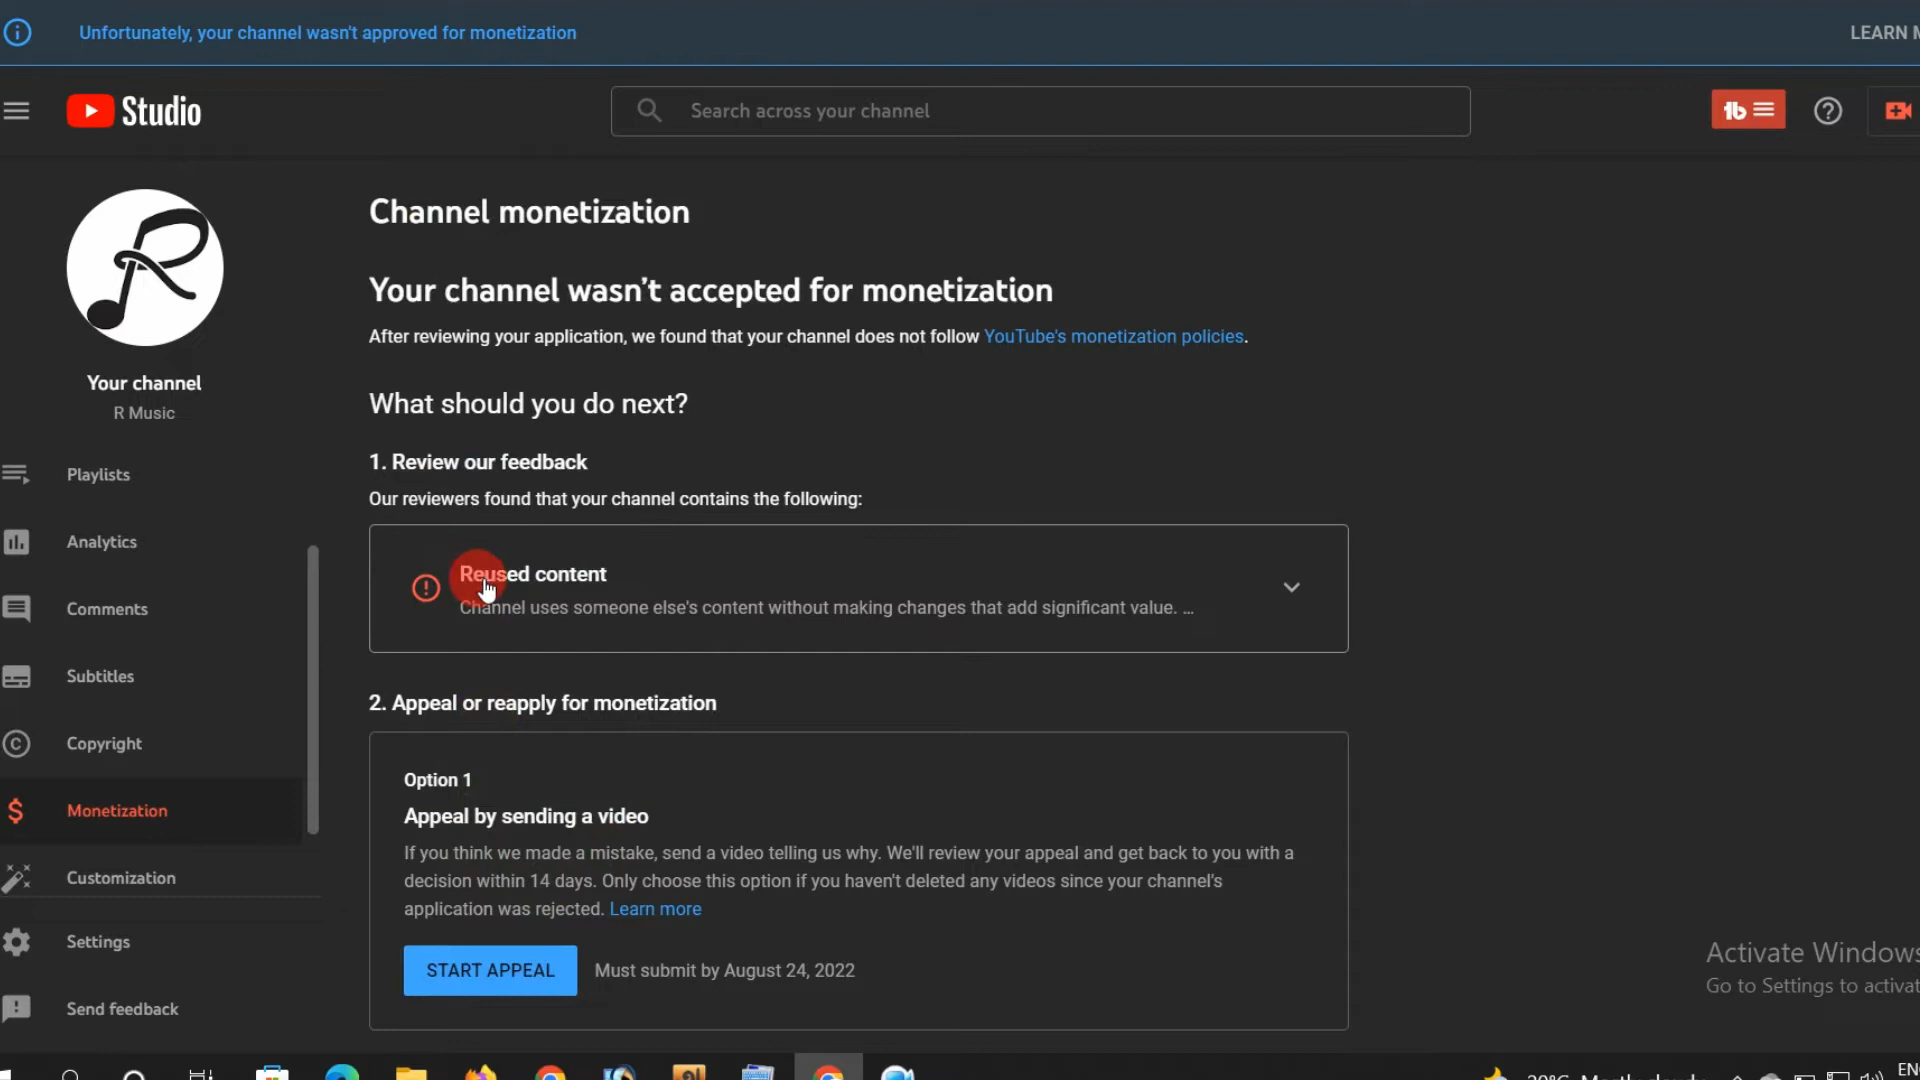 Unfortunately, your channel wasn't approved for monetization
LEARN
Studio
Search across your channel
Channel monetization
Your channel wasn't accepted for monetization
After reviewing your application, we found that your channel does not follow YouTube's monetization policies.
Your channel
R Music
What should you do next?
1. Review our feedback
Our reviewers found that your channel contains the following:
Playlists
Analytics
Comments
Subtitles
Copyright
Monetization
Customization
Settings
Send feedback
Reused content
Channel uses someone else's content without making changes that add significant value. ...
2. Appeal or reapply for monetization
Option 1
Appeal by sending a video
If you think we made a mistake, send a video telling us why. We'll review your appeal and get back to you with a
decision within 14 days. Only choose this option if you haven't deleted any videos since your channel's
application was rejected. Learn more
START APPEAL
Must submit by August 24, 2022
Activate Windows
Go to Settings to activat